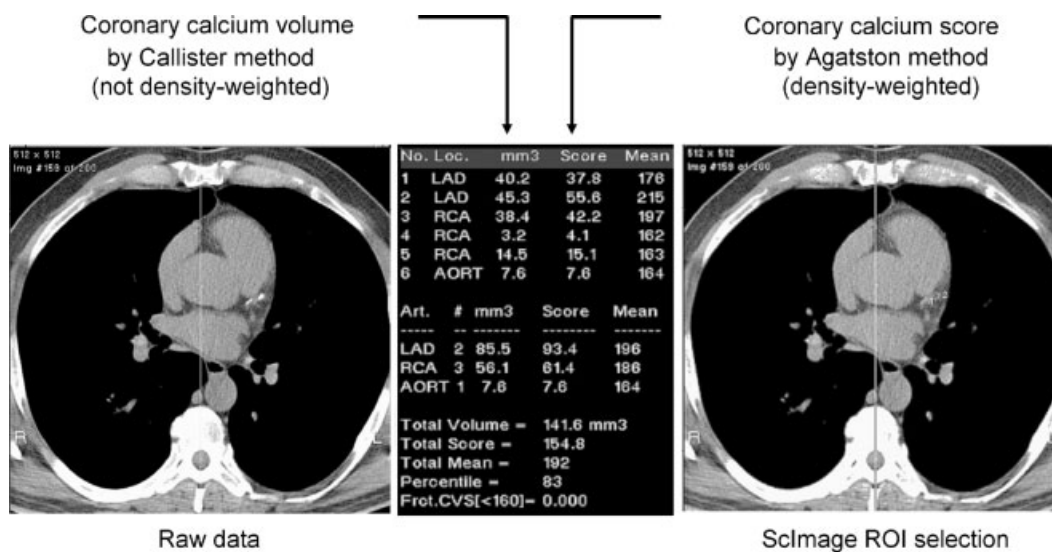 Coronary calcium volume
by Callister method
(not density-weighted)
Coronary calcium score
by Agatston method
(density-weighted)
512 x 512
Img #159 of 200
R
L
No. Loc. mm3 Score Mean
1 LAD 40.2 37.8 176
2 LAD 45.3 55.6 215
3 RCA 38.4 42.2 197
4 RCA 3.2 4.1 162
5 RCA 14.5 15.1 163
6 AORT 7.6 7.6 164
Art. # mm3 Score Mean
----- -- ------- -------- -------
LAD 2 85.5 93.4 196
RCA 3 56.1 61.4 186
AORT 1 7.6 7.6 164
Total Volume = 141.6 mm3
Total Score = 154.8
Total Mean = 192
Percentile = 83
Frot.CVS[<160]= 0.000
512 x 512
Img #159 of 200
R
L
Raw data
ScImage ROI selection